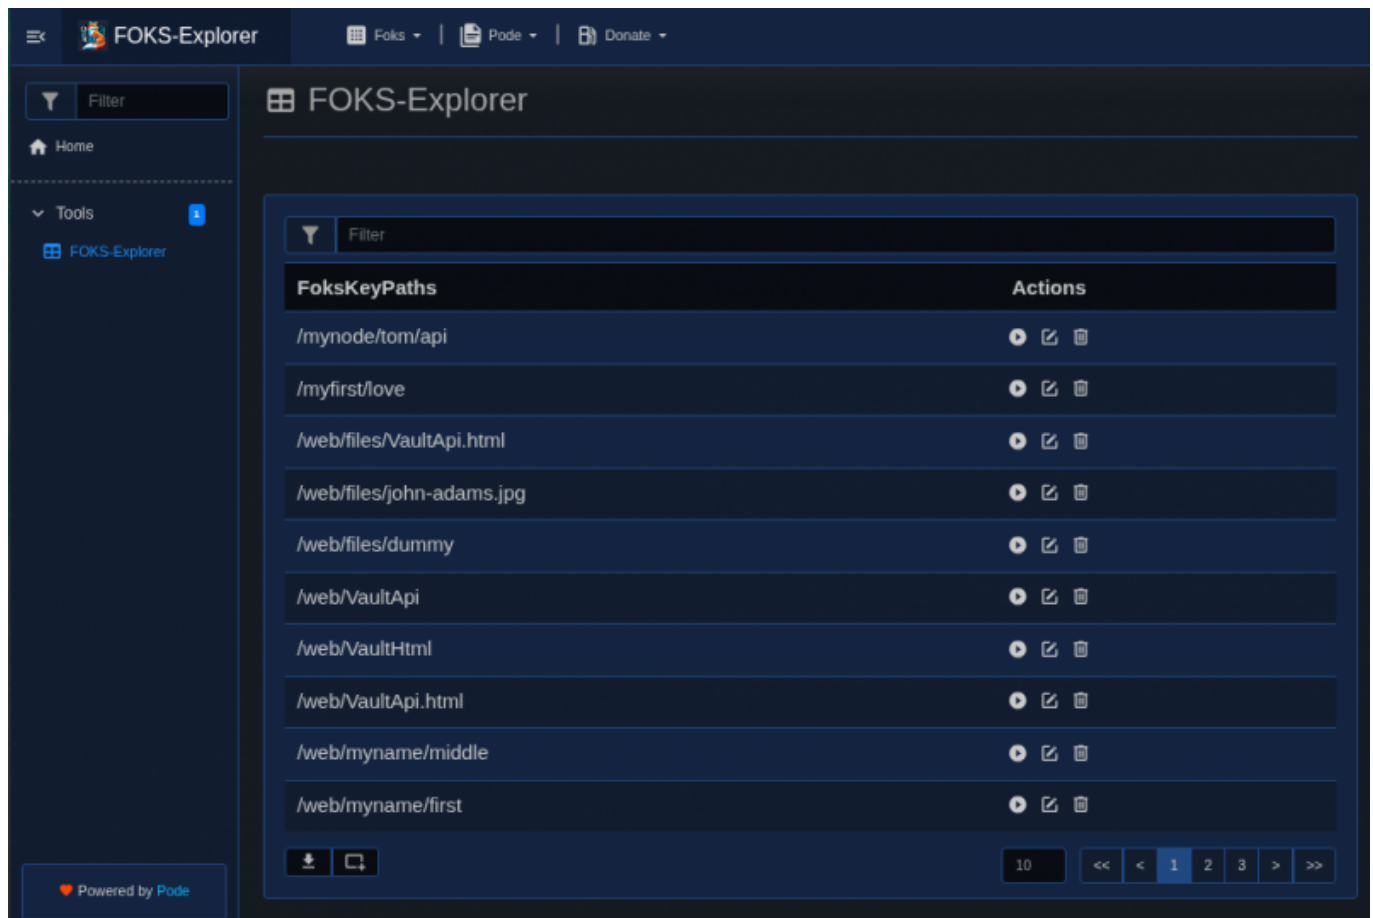 FOKS-Explorer Foks | Pode | Donate
Filter
FOKS-Explorer
Home
Tools 1
FOKS-Explorer
Filter
FoksKeyPaths Actions
/mynode/tom/api
/myfirst/love
/web/files/VaultApi.html
/web/files/john-adams.jpg
/web/files/dummy
/web/VaultApi
/web/VaultHtml
/web/VaultApi.html
/web/myname/middle
/web/myname/first
10 << < 1 2 3 > >>
Powered by Pode